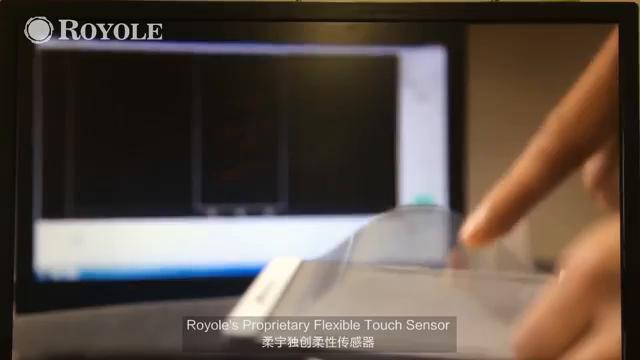 ROYOLE
Royole's Proprietary Flexible Touch Sensor
柔宇独创柔性传感器